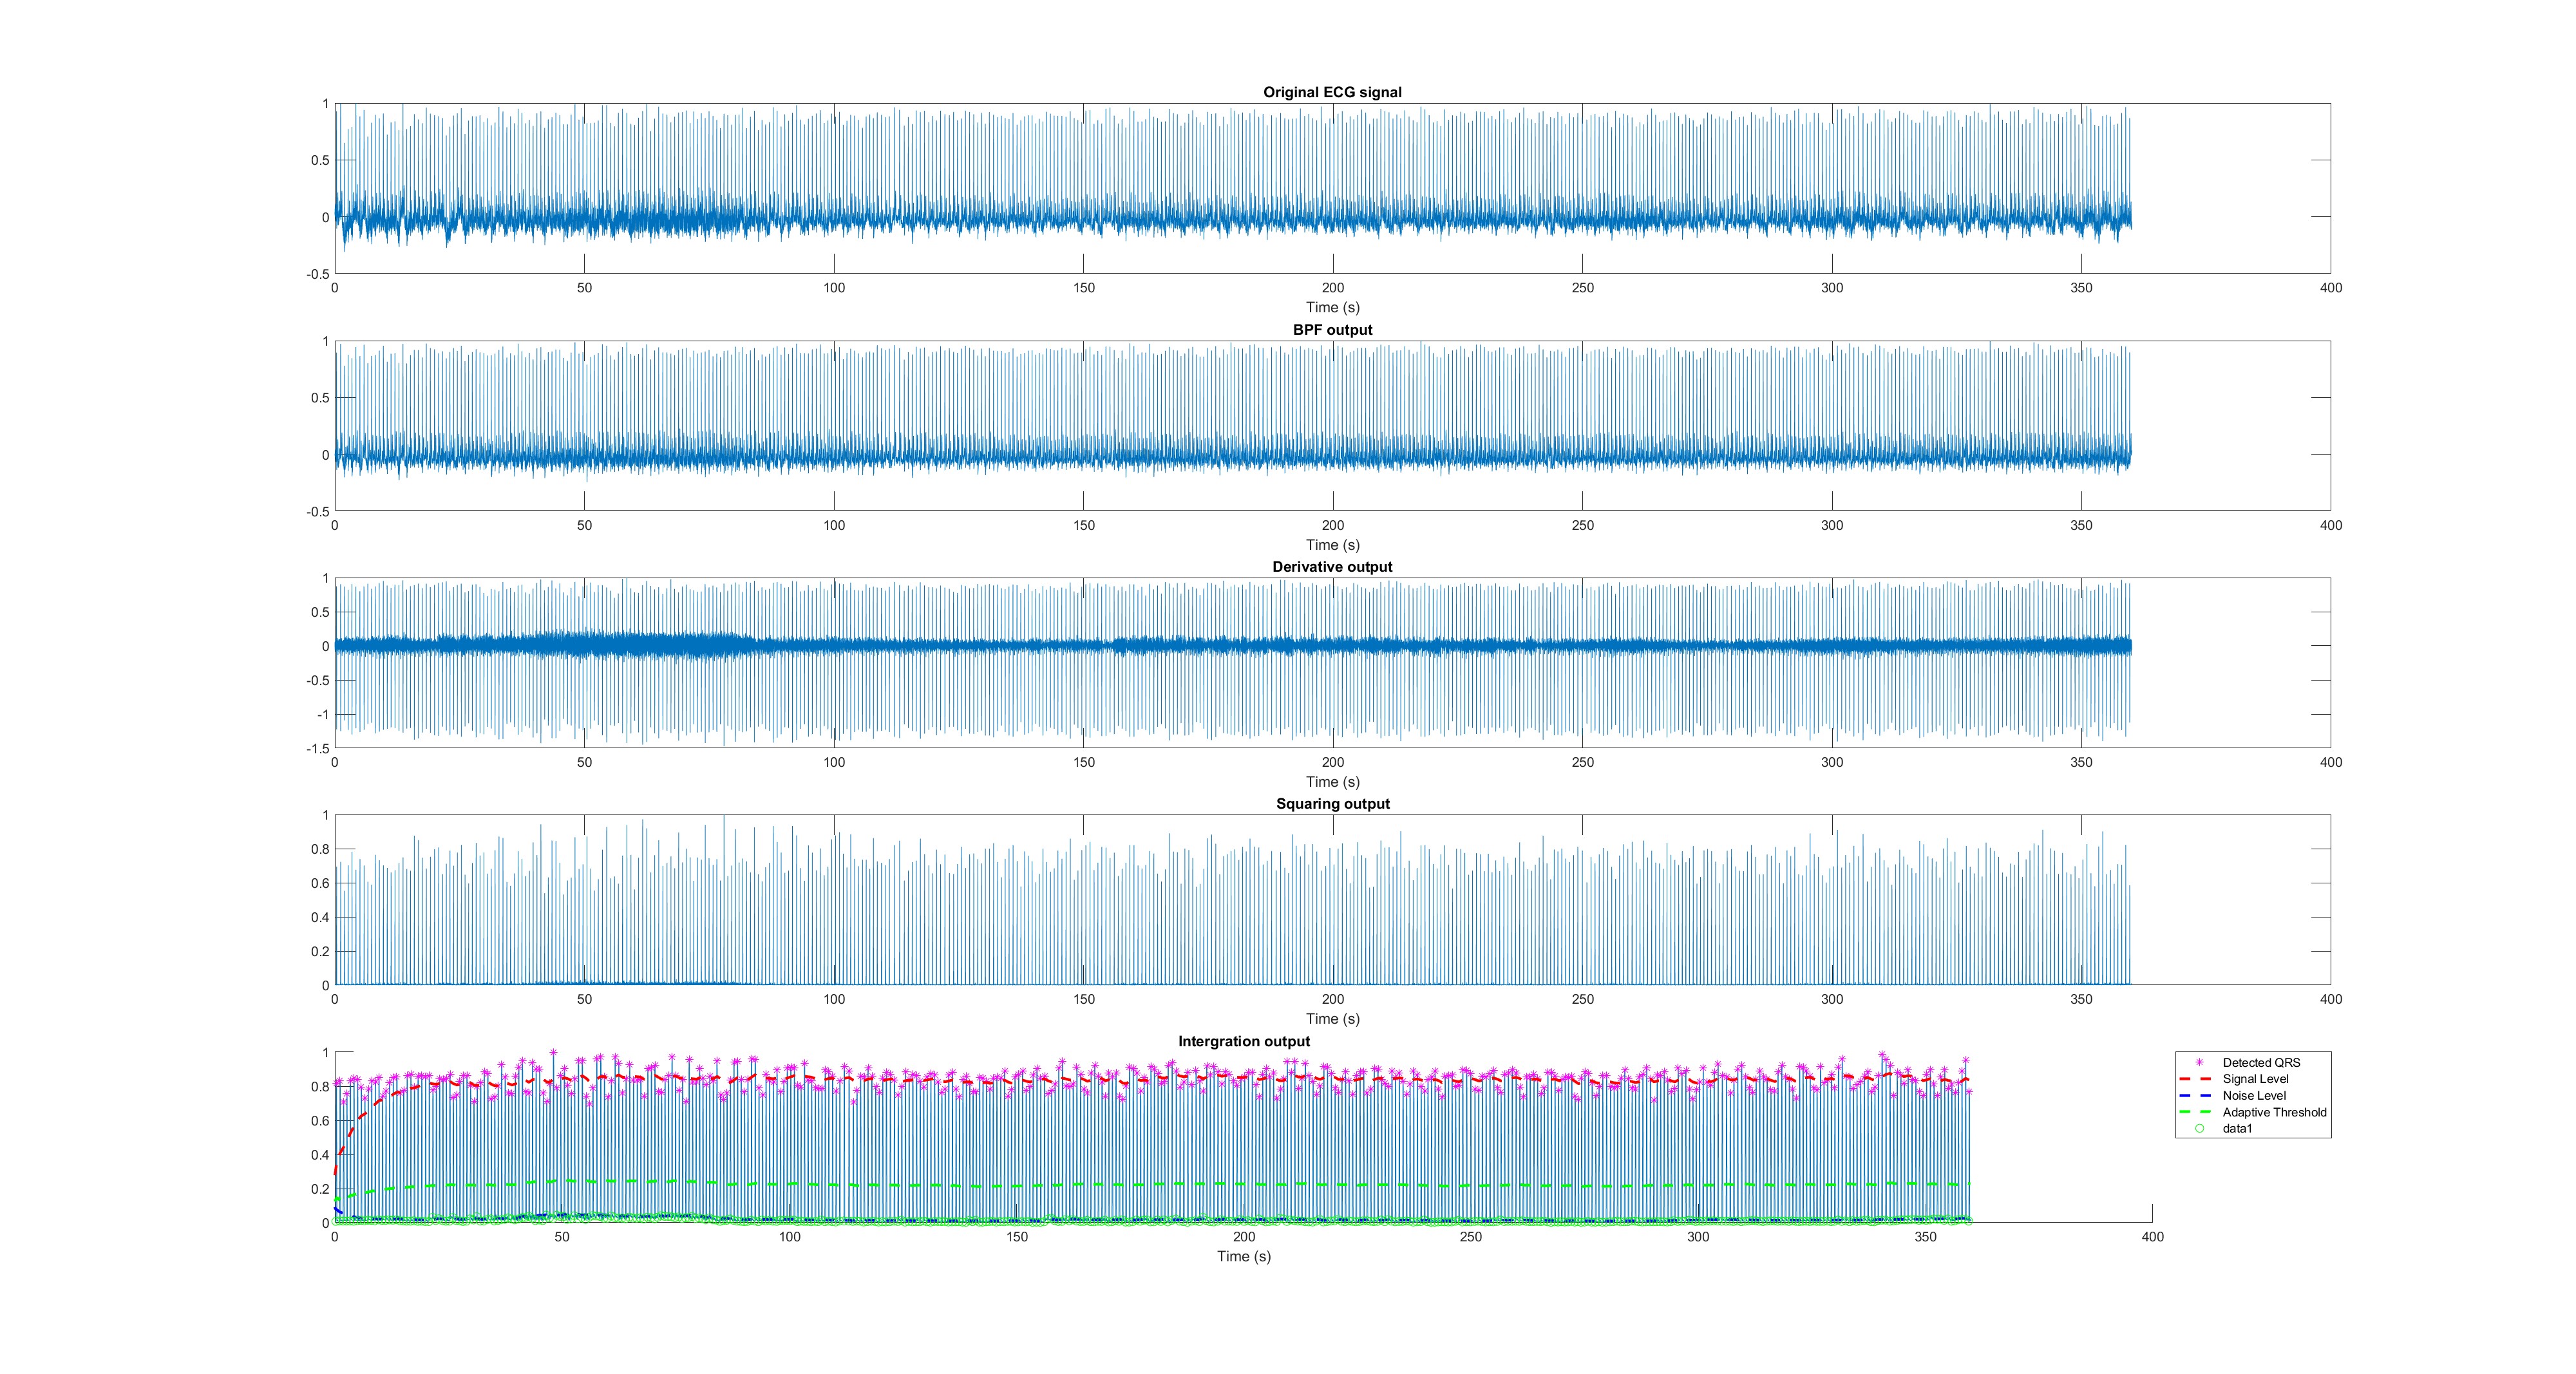 Original ECG signal
1
0.5
0
-0.5
0 50 100 150 200 250 300 350 400
Time (s)
BPF output
1
0.5
0
-0.5
0 50 100 150 200 250 300 350 400
Time (s)
Derivative output
1
0.5
0
-0.5
-1
-1.5
0 50 100 150 200 250 300 350 400
Time (s)
Squaring output
1
0.8
0.6
0.4
0.2
0
0 50 100 150 200 250 300 350 400
Time (s)
Intergration output
1
0.8
0.6
0.4
0.2
0
0 50 100 150 200 250 300 350 400
Time (s)
Detected QRS
Signal Level
Noise Level
Adaptive Threshold
data1